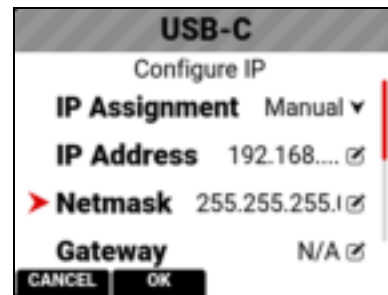 USB-C
Configure IP
IP Assignment Manual
IP Address 192.168....
Netmask 255.255.255.
Gateway N/A
CANCEL OK